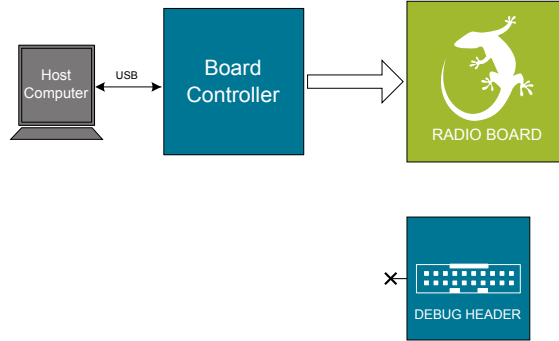 Host
Computer
USB
Board
Controller
RADIO BOARD
DEBUG HEADER